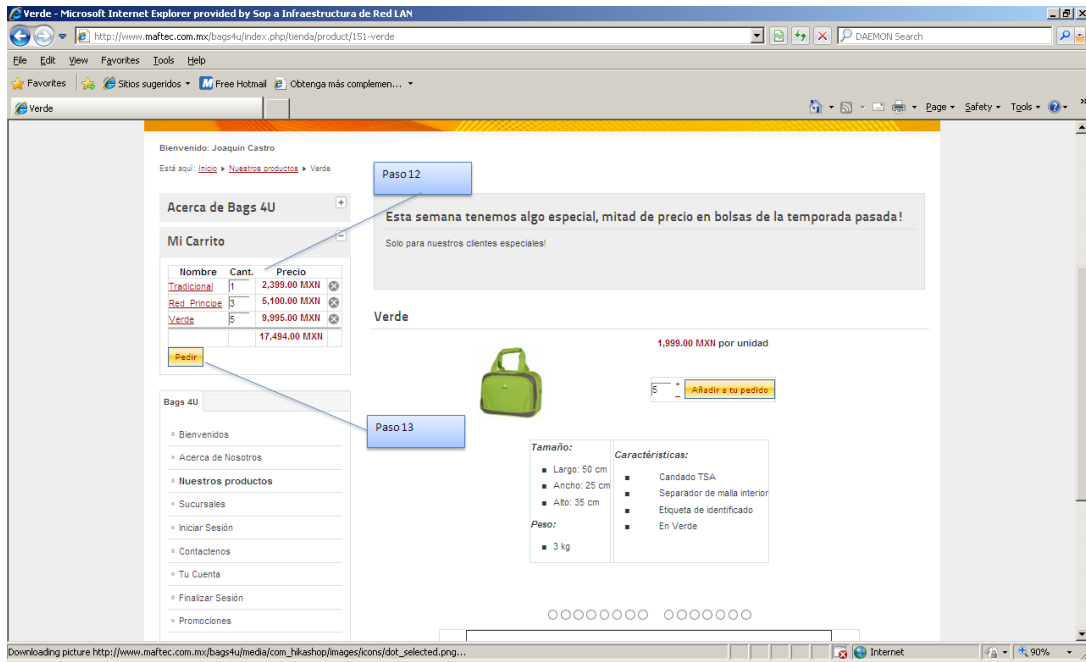 Verde - Microsoft Internet Explorer provided by Sop a Infraestructura de Red LAN
http://www.maftec.com.mx/bags4u/index.php/tienda/product/151-verde
DAEMON Search
File Edit View Favorites Tools Help
Favorites Sitios sugeridos Free Hotmail Obtenga más complemen...
Verde
Page Safety Tools
Bienvenido: Joaquin Castro
Está aquí: Inicio Nuestros productos Verde
Paso 12
Acerca de Bags 4U
Esta semana tenemos algo especial, mitad de precio en bolsas de la temporada pasada!
Solo para nuestros clientes especiales!
Mi Carrito
Nombre Cant. Precio
Tradicional 1 2,399.00 MXN
Red Principe 3 5,100.00 MXN
Verde 5 9,995.00 MXN
17,494.00 MXN
Pedir
Verde
1,999.00 MXN por unidad
5 + − Añadir a tu pedido
Paso 13
Bags 4U
Bienvenidos
Acerca de Nosotros
Nuestros productos
Sucursales
Iniciar Sesión
Contactenos
Tu Cuenta
Finalizar Sesión
Promociones
Tamaño:
Largo: 50 cm
Ancho: 25 cm
Alto: 35 cm
Peso:
3 kg
Características:
Candado TSA
Separador de malla interior
Etiqueta de identificado
En Verde
Downloading picture http://www.maftec.com.mx/bags4u/media/com_hikashop/images/icons/dot_selected.png...
Internet
90%